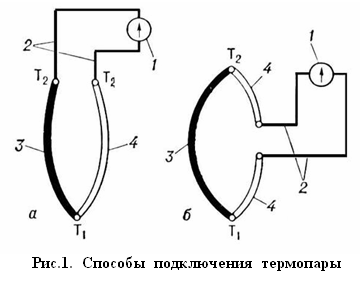 2
1
T₂ T₂
3
4
а
T₁
1
T₂
4
3
2
б
4
T₁
Рис.1. Способы подключения термопары